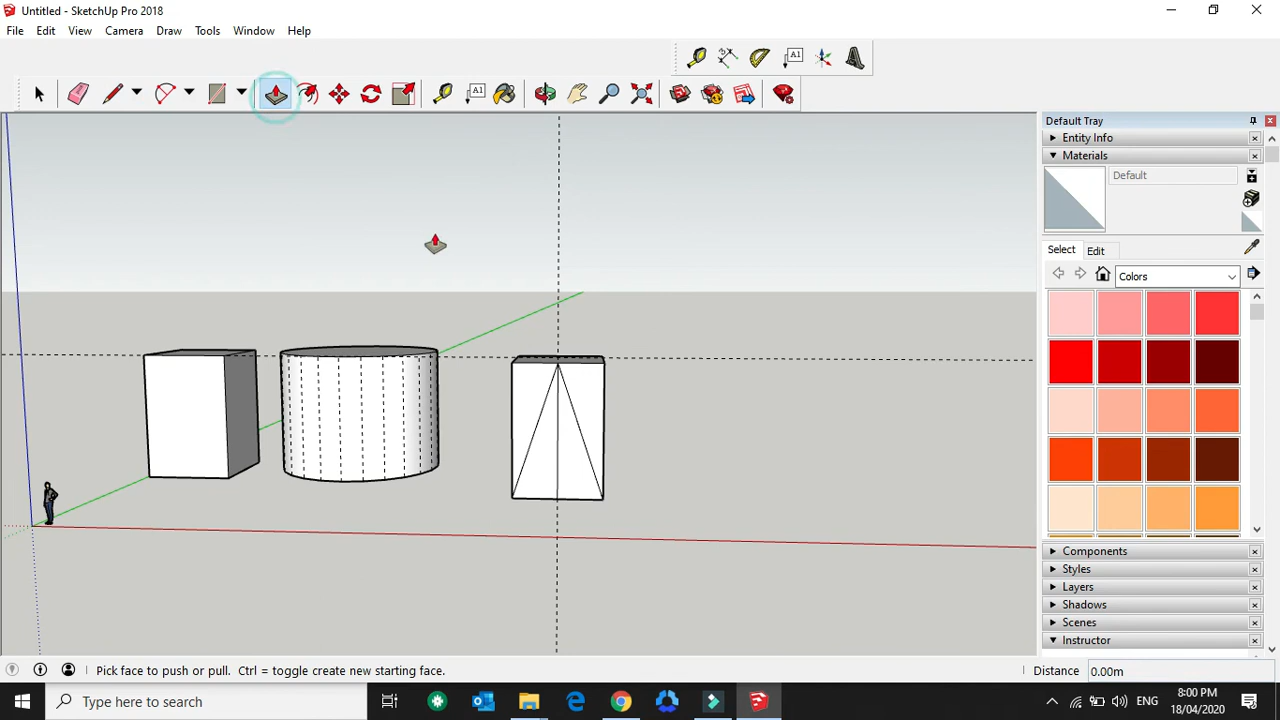 Untitled - SketchUp Pro 2018
File Edit View Camera Draw Tools Window Help
A1
A1
Default Tray
Entity Info
Materials
Default
Select Edit
Colors
Components
Styles
Layers
Shadows
Scenes
Instructor
Pick face to push or pull. Ctrl = toggle create new starting face.
Distance 0.00m
Type here to search
ENG
8:00 PM
18/04/2020